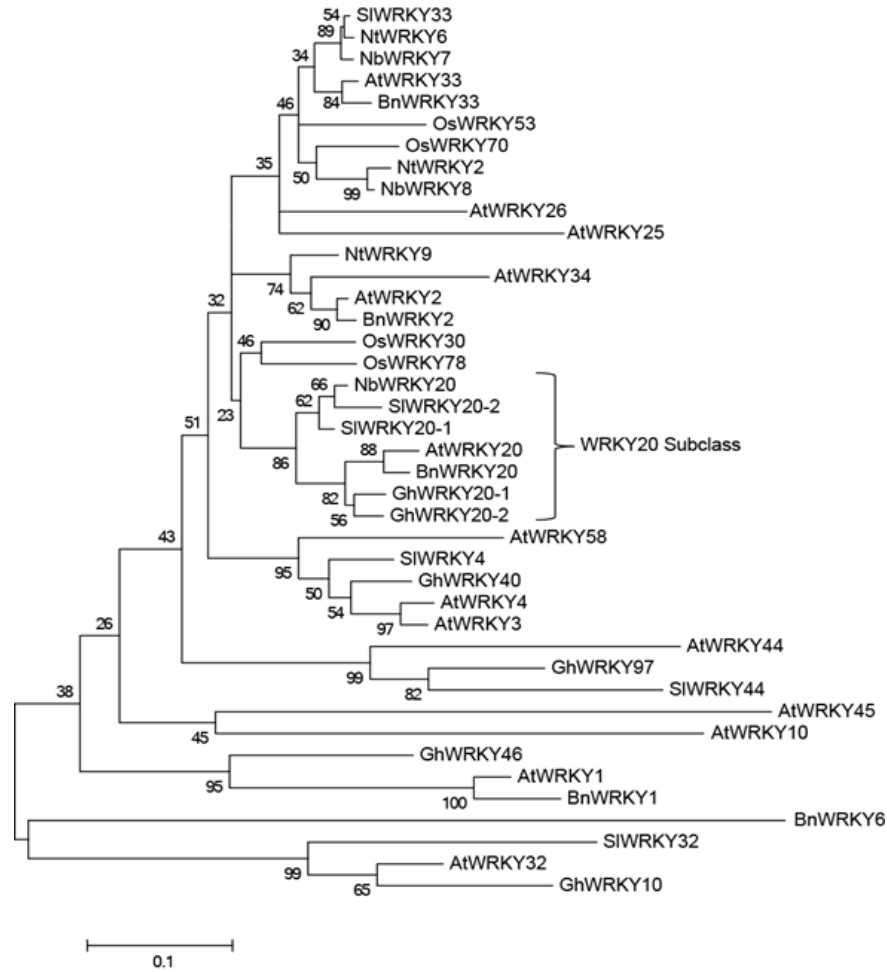 54
SlWRKY33
89
NtWRKY6
34
NbWRKY7
AtWRKY33
46
84
BnWRKY33
OsWRKY53
OsWRKY70
35
50
NtWRKY2
99
NbWRKY8
AtWRKY26
AtWRKY25
NtWRKY9
74
AtWRKY34
32
62
AtWRKY2
90
BnWRKY2
46
OsWRKY30
OsWRKY78
66
NbWRKY20
23
62
SlWRKY20-2
51
SlWRKY20-1
WRKY20 Subclass
86
88
AtWRKY20
BnWRKY20
82
GhWRKY20-1
56
GhWRKY20-2
43
AtWRKY58
95
SlWRKY4
50
GhWRKY40
54
AtWRKY4
26
97
AtWRKY3
AtWRKY44
99
GhWRKY97
38
82
SlWRKY44
AtWRKY45
45
AtWRKY10
GhWRKY46
95
AtWRKY1
100
BnWRKY1
BnWRKY6
SlWRKY32
99
AtWRKY32
65
GhWRKY10
0.1